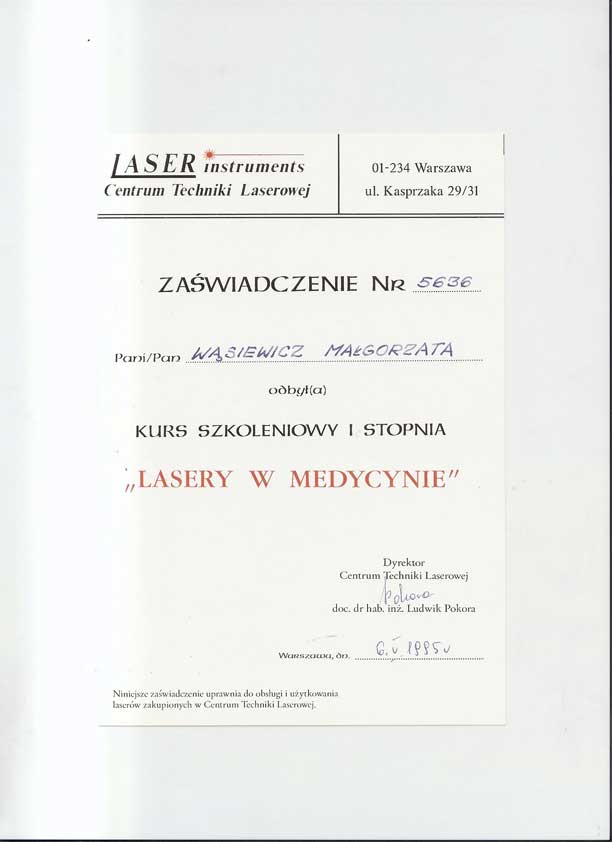 LASER instruments
Centrum Techniki Laserowej
01-234 Warszawa
ul. Kasprzaka 29/31
ZAŚWIADCZENIE NR 5636
Pani/Pan WĄSIEWICZ MAŁGORZATA
odbył(a)
KURS SZKOLENIOWY I STOPNIA
„LASERY W MEDYCYNIE"
Dyrektor
Centrum Techniki Laserowej
Pokora
doc. dr hab. inż. Ludwik Pokora
Warszawa, dn. 6.V.1995r
Niniejsze zaświadczenie uprawnia do obsługi i użytkowania
laserów zakupionych w Centrum Techniki Laserowej.